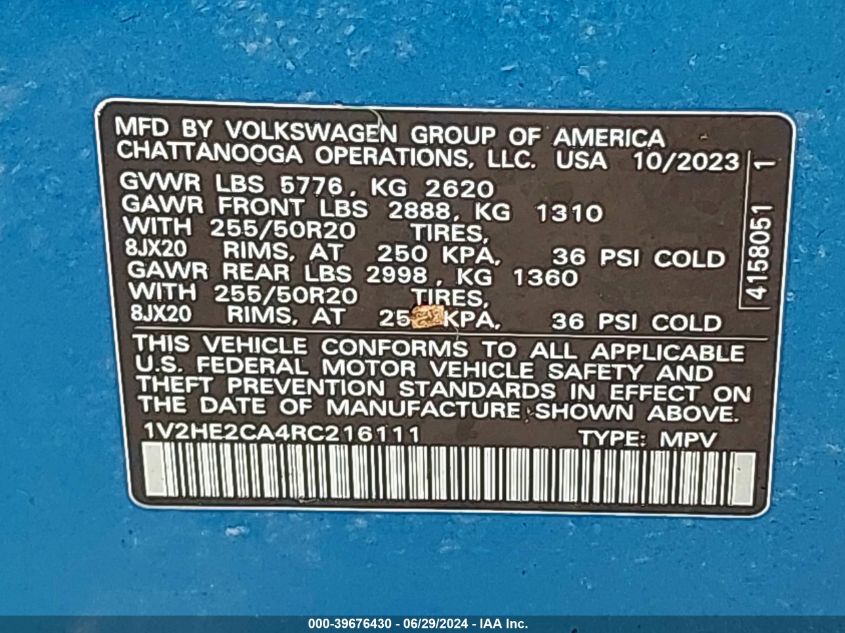 MFD BY VOLKSWAGEN GROUP OF AMERICA
CHATTANOOGA OPERATIONS, LLC. USA 10/2023
GVWR LBS 5776, KG 2620
GAWR FRONT LBS 2888, KG 1310
WITH 255/50R20 TIRES,
8JX20 RIMS, AT 250 KPA, 36 PSI COLD
GAWR REAR LBS 2998, KG 1360
WITH 255/50R20 TIRES,
8JX20 RIMS, AT KPA, 36 PSI COLD
4158051 1
THIS VEHICLE CONFORMS TO ALL APPLICABLE
U.S. FEDERAL MOTOR VEHICLE SAFETY AND
THEFT PREVENTION STANDARDS IN EFFECT ON
THE DATE OF MANUFACTURE SHOWN ABOVE.
1V2HE2CA4RC216111 TYPE: MPV
000-39676430 - 06/29/2024 - IAA Inc.